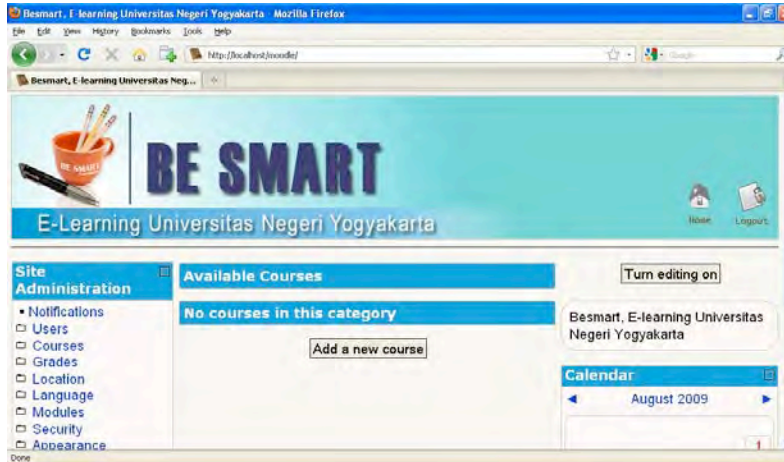 Besmart, E-learning Universitas Negeri Yogyakarta - Mozilla Firefox
File Edit View History Bookmarks Tools Help
http://localhost/moodle/
Besmart, E-learning Universitas Neg...
BE SMART
BE SMART
E-Learning Universitas Negeri Yogyakarta
Home Logout
Site Administration
Notifications
Users
Courses
Grades
Location
Language
Modules
Security
Appearance
Available Courses
No courses in this category
Add a new course
Turn editing on
Besmart, E-learning Universitas
Negeri Yogyakarta
Calendar
August 2009
1
Done